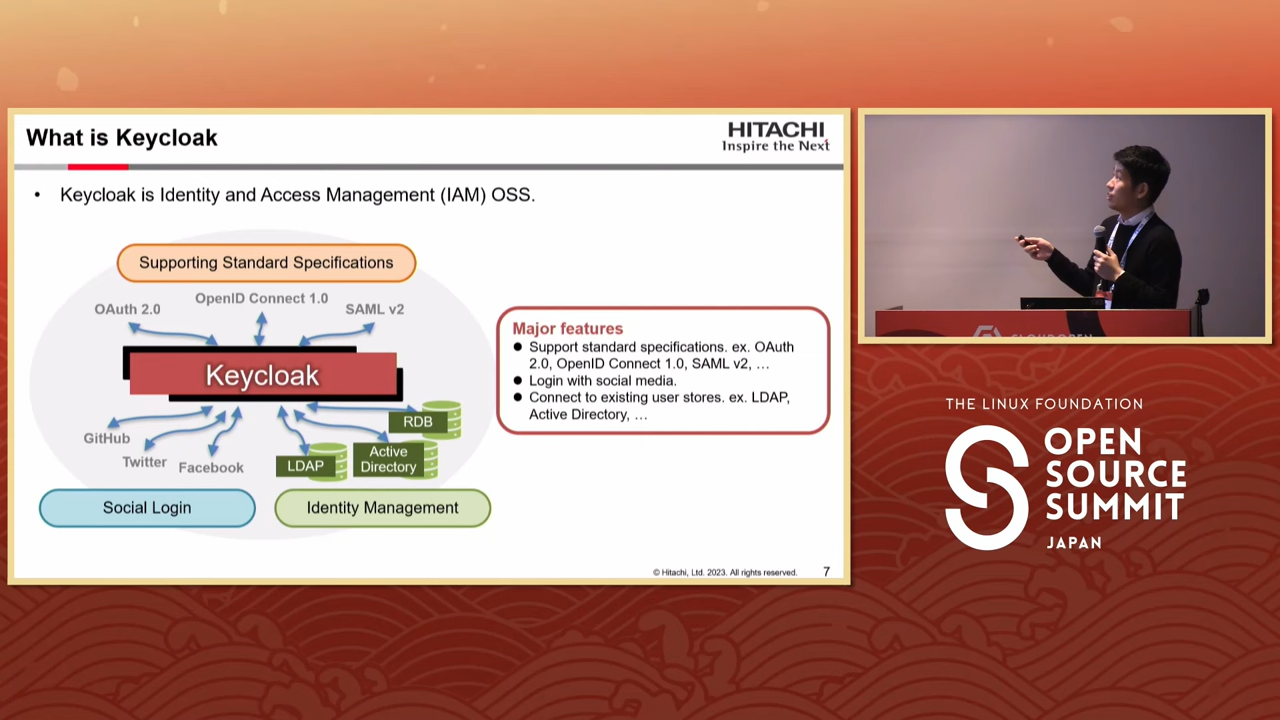 What is Keycloak
HITACHI
Inspire the Next
• Keycloak is Identity and Access Management (IAM) OSS.
Supporting Standard Specifications
OAuth 2.0
OpenID Connect 1.0
SAML v2
Keycloak
GitHub
Twitter
Facebook
LDAP
Active
Directory
RDB
Social Login
Identity Management
Major features
● Support standard specifications. ex. OAuth
2.0, OpenID Connect 1.0, SAML v2, …
● Login with social media.
● Connect to existing user stores. ex. LDAP,
Active Directory, …
© Hitachi, Ltd. 2023. All rights reserved.
7
CLOUDOPEN
THE LINUX FOUNDATION
OPEN
SOURCE
SUMMIT
JAPAN